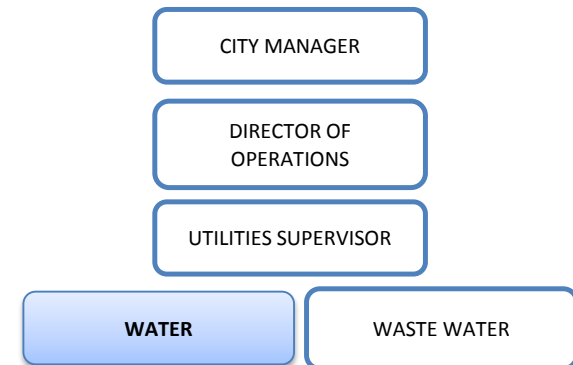 CITY MANAGER
DIRECTOR OF
OPERATIONS
UTILITIES SUPERVISOR
WATER
WASTE WATER